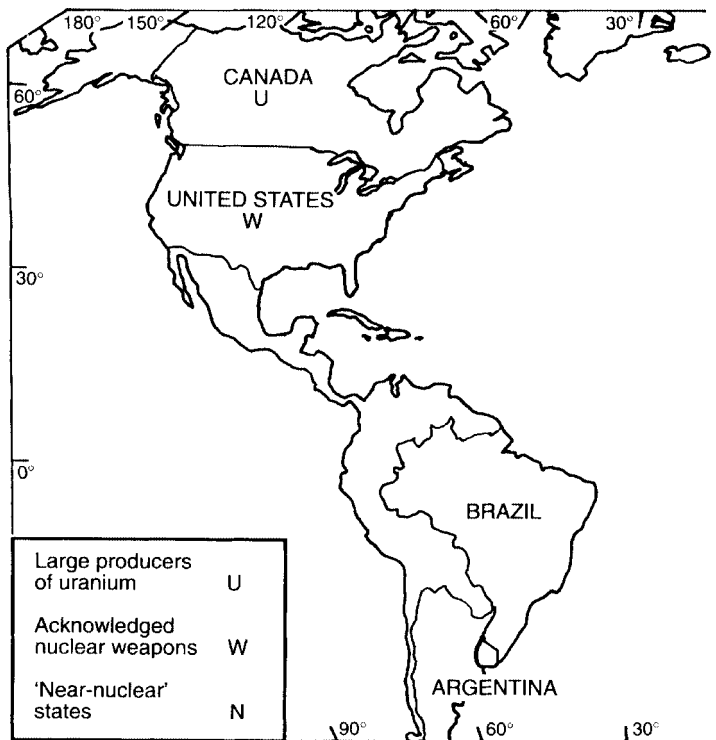 180° 150° 120° 60° 30°
60°
CANADA
U
UNITED STATES
W
30°
0°
BRAZIL
ARGENTINA
Large producers
of uranium U
Acknowledged
nuclear weapons W
‘Near-nuclear’
states N
90° 60° 30°